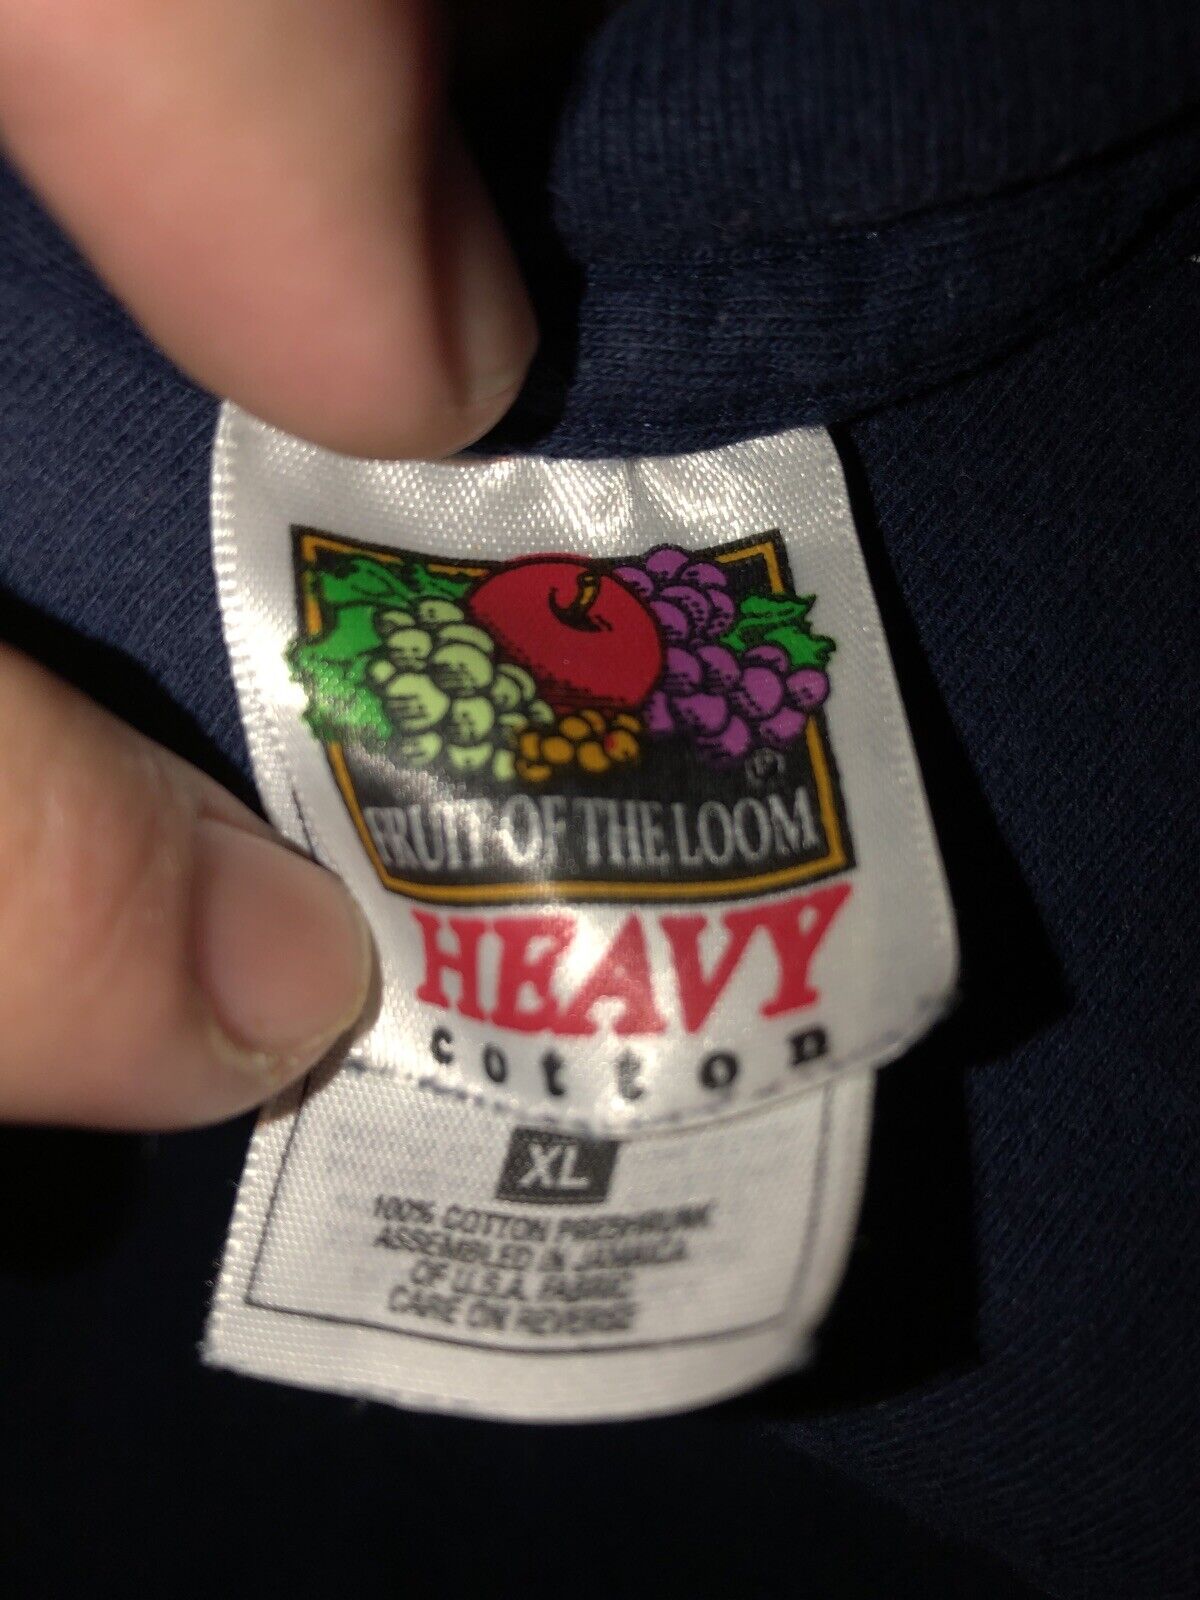 FRUIT OF THE LOOM
®
HEAVY
cotton
XL
100% COTTON PRESHRUNK
ASSEMBLED IN JAMAICA
OF U.S.A. FABRIC
CARE ON REVERSE